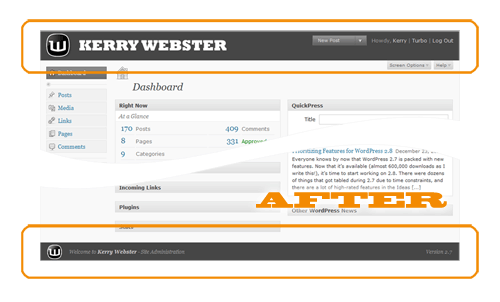 W KERRY WEBSTER
New Post
Howdy, Kerry | Turbo | Log Out
Screen Options
Help
Dashboard
Dashboard
Posts
Media
Links
Pages
Comments
Right Now
At a Glance
170 Posts 409 Comments
8 Pages 331 Approved
9 Categories
QuickPress
Title
Prioritizing Features for WordPress 2.8 December 23,
Everyone knows by now that WordPress 2.7 is packed with new
features. Now that it's available (almost 600,000 downloads as I
write this!), it's time to start working on 2.8. There were dozens
of things that got tabled during 2.7 due to time constraints, and
there are a lot of high-rated features in the Ideas [...]
Incoming Links
Plugins
Stats
AFTER
Other WordPress News
W Welcome to Kerry Webster · Site Administration
Version 2.7